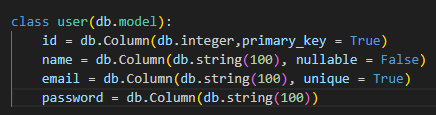 class user(db.model):
    id = db.Column(db.integer,primary_key = True)
    name = db.Column(db.string(100), nullable = False)
    email = db.Column(db.string(100), unique = True)
    password = db.Column(db.string(100))